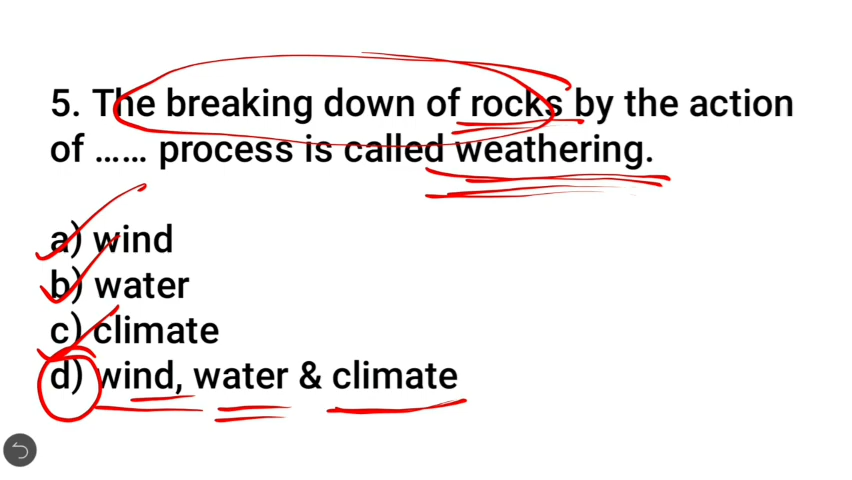 5. The breaking down of rocks by the action
of ...... process is called weathering.
a) wind
b) water
c) climate
d) wind, water & climate